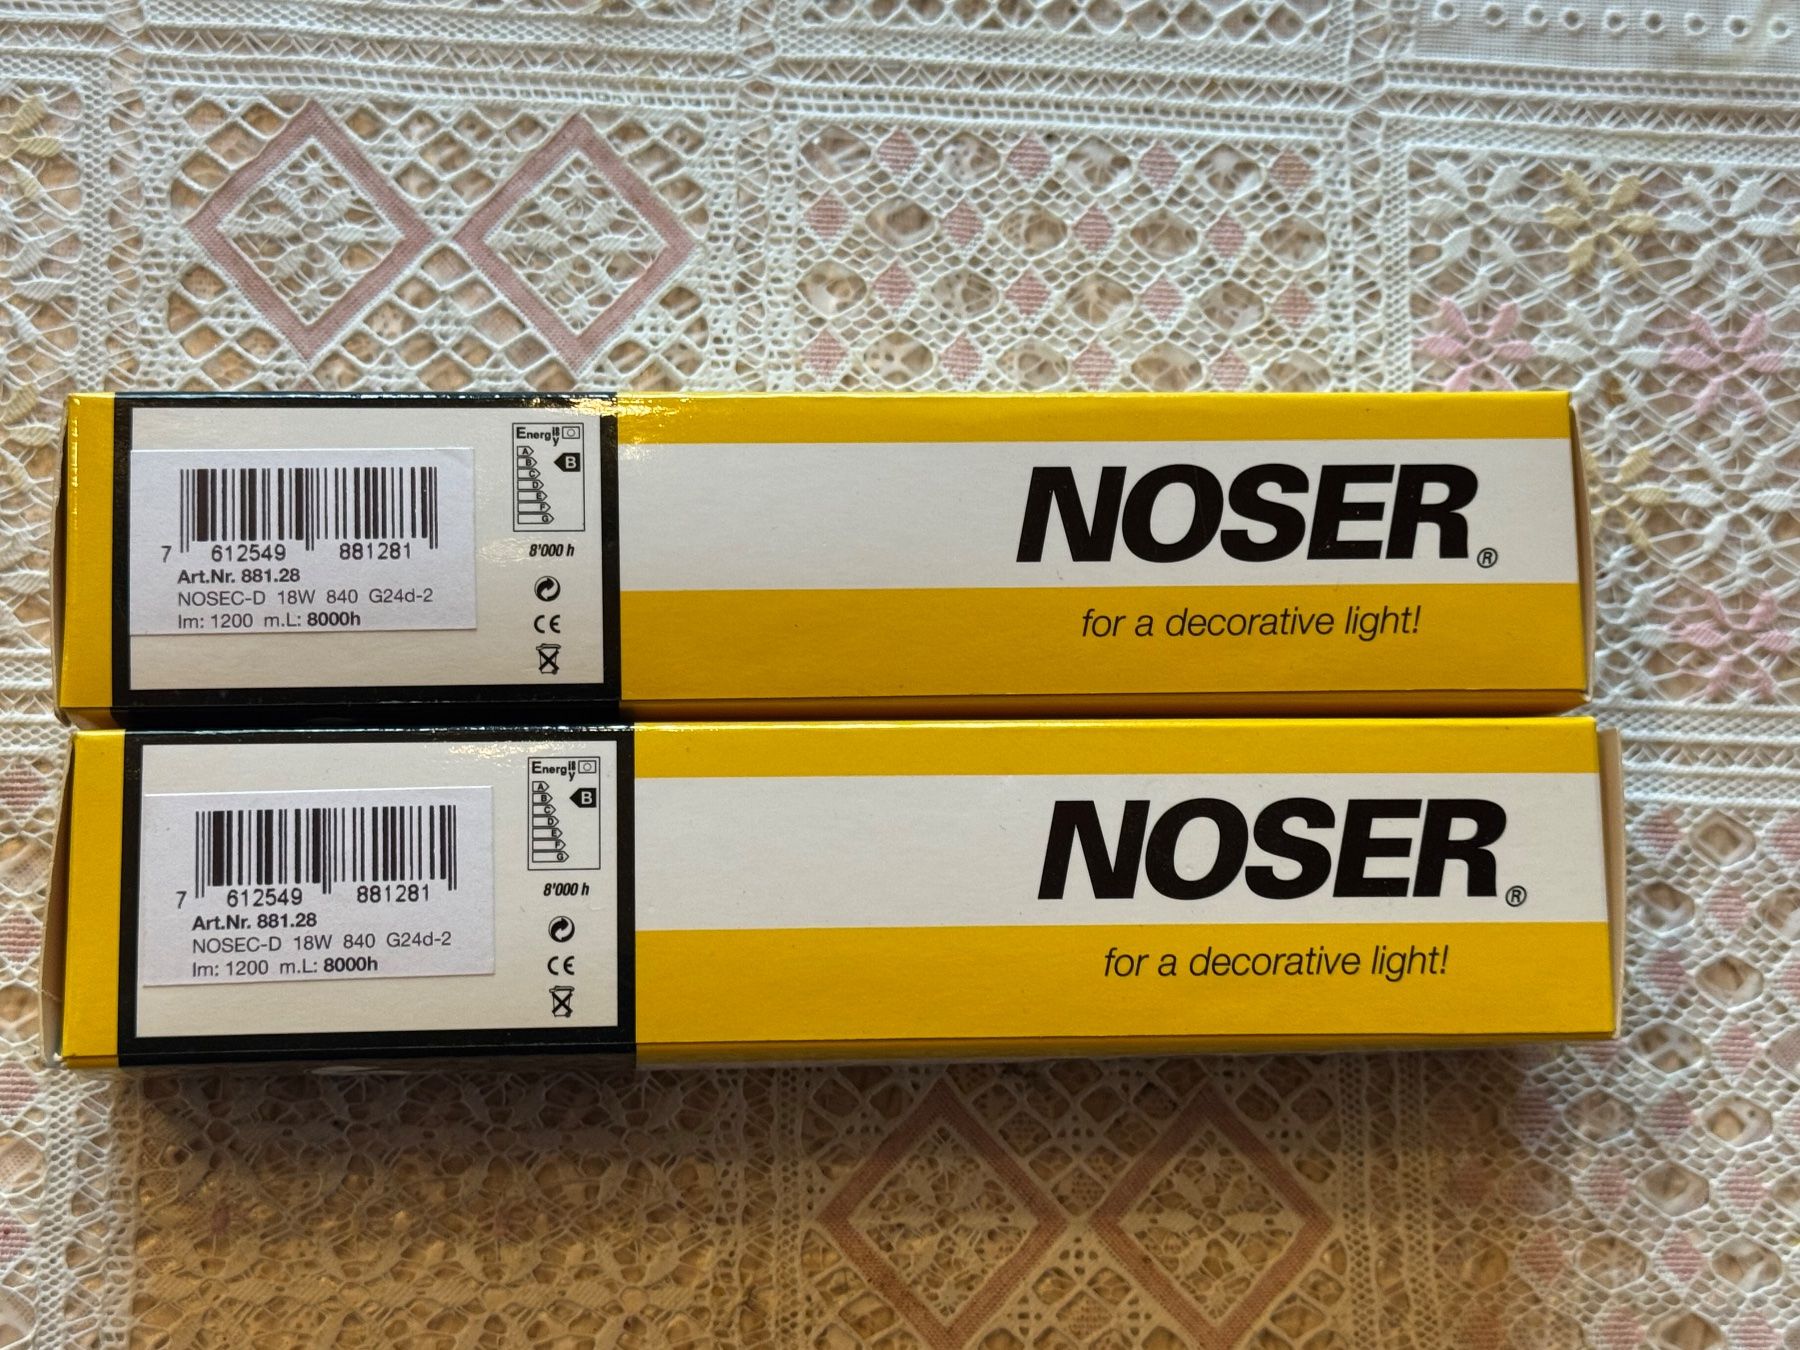 Energy
A
B
B
C
D
E
F
G
8'000 h
CE
7 612549 881281
Art.Nr. 881.28
NOSEC-D 18W 840 G24d-2
lm: 1200 m.L: 8000h
NOSER®
for a decorative light!
Energy
A
B
B
C
D
E
F
G
8'000 h
CE
7 612549 881281
Art.Nr. 881.28
NOSEC-D 18W 840 G24d-2
lm: 1200 m.L: 8000h
NOSER®
for a decorative light!